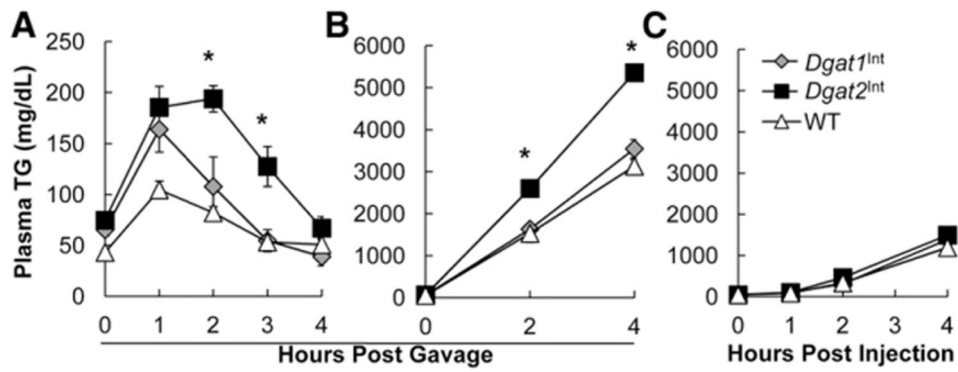 A
B
C
Plasma TG (mg/dL)
250
200
150
100
50
0
*
*
0 1 2 3 4
6000
5000
4000
3000
2000
1000
0
*
*
0 2 4
Hours Post Gavage
6000
5000
4000
3000
2000
1000
0
0 1 2 3 4
Hours Post Injection
Dgat1Int
Dgat2Int
WT